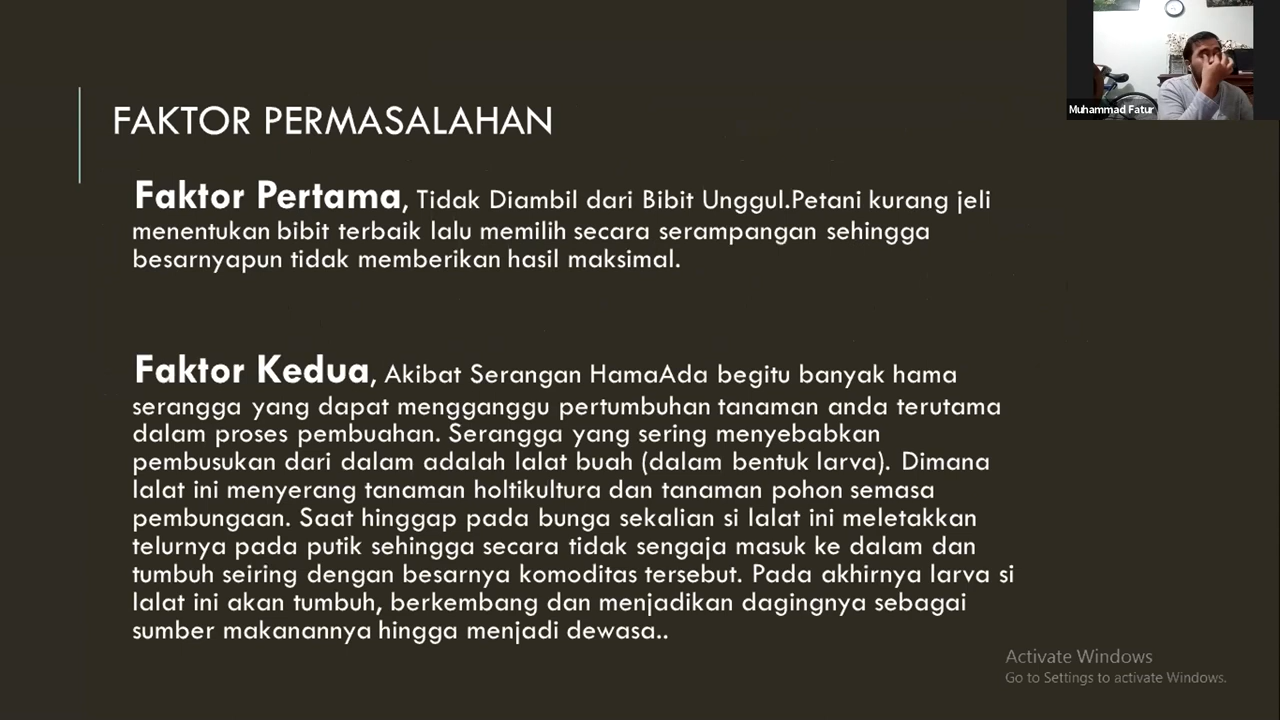 FAKTOR PERMASALAHAN
Faktor Pertama, Tidak Diambil dari Bibit Unggul.Petani kurang jeli
menentukan bibit terbaik lalu memilih secara serampangan sehingga
besarnyapun tidak memberikan hasil maksimal.
Faktor Kedua, Akibat Serangan HamaAda begitu banyak hama
serangga yang dapat mengganggu pertumbuhan tanaman anda terutama
dalam proses pembuahan. Serangga yang sering menyebabkan
pembusukan dari dalam adalah lalat buah (dalam bentuk larva). Dimana
lalat ini menyerang tanaman holtikultura dan tanaman pohon semasa
pembungaan. Saat hinggap pada bunga sekalian si lalat ini meletakkan
telurnya pada putik sehingga secara tidak sengaja masuk ke dalam dan
tumbuh seiring dengan besarnya komoditas tersebut. Pada akhirnya larva si
lalat ini akan tumbuh, berkembang dan menjadikan dagingnya sebagai
sumber makanannya hingga menjadi dewasa..
Muhammad Fatur
Activate Windows
Go to Settings to activate Windows.